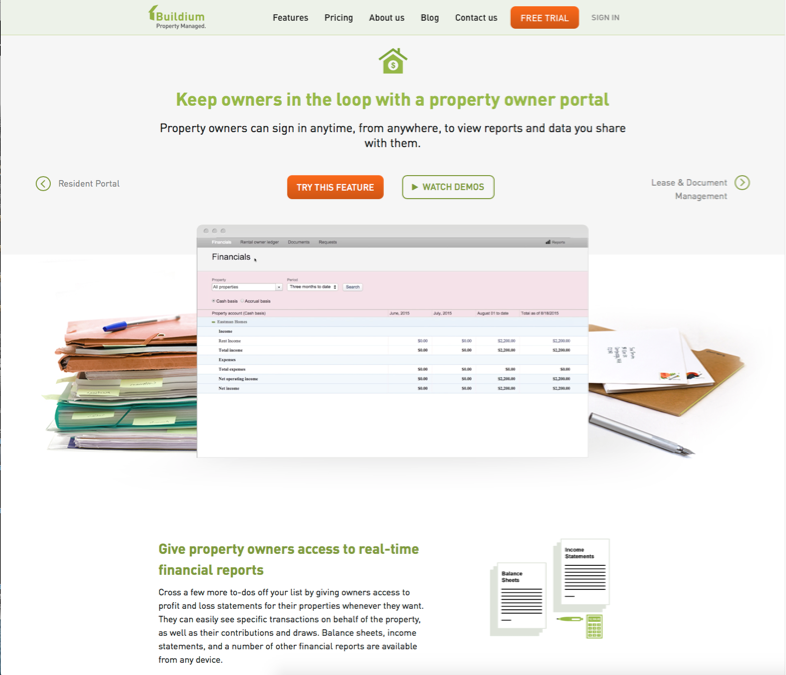 Buildium
Property Managed.
Features Pricing About us Blog Contact us FREE TRIAL SIGN IN
Keep owners in the loop with a property owner portal
Property owners can sign in anytime, from anywhere, to view reports and data you share
with them.
Resident Portal
TRY THIS FEATURE
WATCH DEMOS
Lease & Document
Management
Financials Rental owner ledger Documents Requests Reports
Financials
Property Period
All properties Three months to date Search
Cash basis Accrual basis
Property account (Cash basis) June, 2015 July, 2015 August 01 to date Total as of 8/18/2015
Income
Rent Income $0.00 $0.00 $2,200.00 $2,200.00
Total income $0.00 $0.00 $2,200.00 $2,200.00
Expenses
Total expenses $0.00 $0.00 $0.00 $0.00
Net operating income $0.00 $0.00 $2,200.00 $2,200.00
Net income $0.00 $0.00 $2,200.00 $2,200.00
Give property owners access to real-time
financial reports
Cross a few more to-dos off your list by giving owners access to
profit and loss statements for their properties whenever they want.
They can easily see specific transactions on behalf of the property,
as well as their contributions and draws. Balance sheets, income
statements, and a number of other financial reports are available
from any device.
Income
Statements
Balance
Sheets